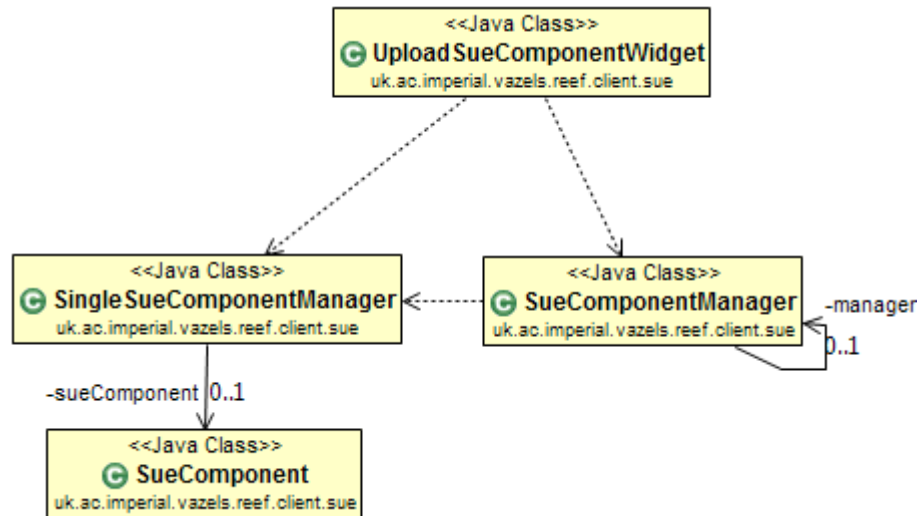 <<Java Class>>
C UploadSueComponentWidget
uk.ac.imperial.vazels.reef.client.sue
<<Java Class>>
C SingleSueComponentManager
uk.ac.imperial.vazels.reef.client.sue
<<Java Class>>
C SueComponentManager
uk.ac.imperial.vazels.reef.client.sue
-manager
0..1
-sueComponent 0..1
<<Java Class>>
C SueComponent
uk.ac.imperial.vazels.reef.client.sue